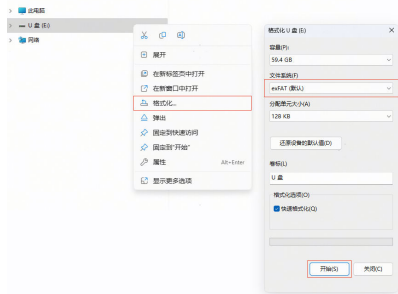 此电脑
U 盘 (E:)
网络
展开
在新标签页中打开
在新窗口中打开
格式化...
弹出
固定到快速访问
固定到"开始"
属性 Alt+Enter
显示更多选项
格式化 U 盘 (E:)
容量(P):
59.4 GB
文件系统(F)
exFAT (默认)
分配单元大小(A)
128 KB
还原设备的默认值(D)
卷标(L)
U 盘
格式化选项(O)
快速格式化(Q)
开始(S)
关闭(C)